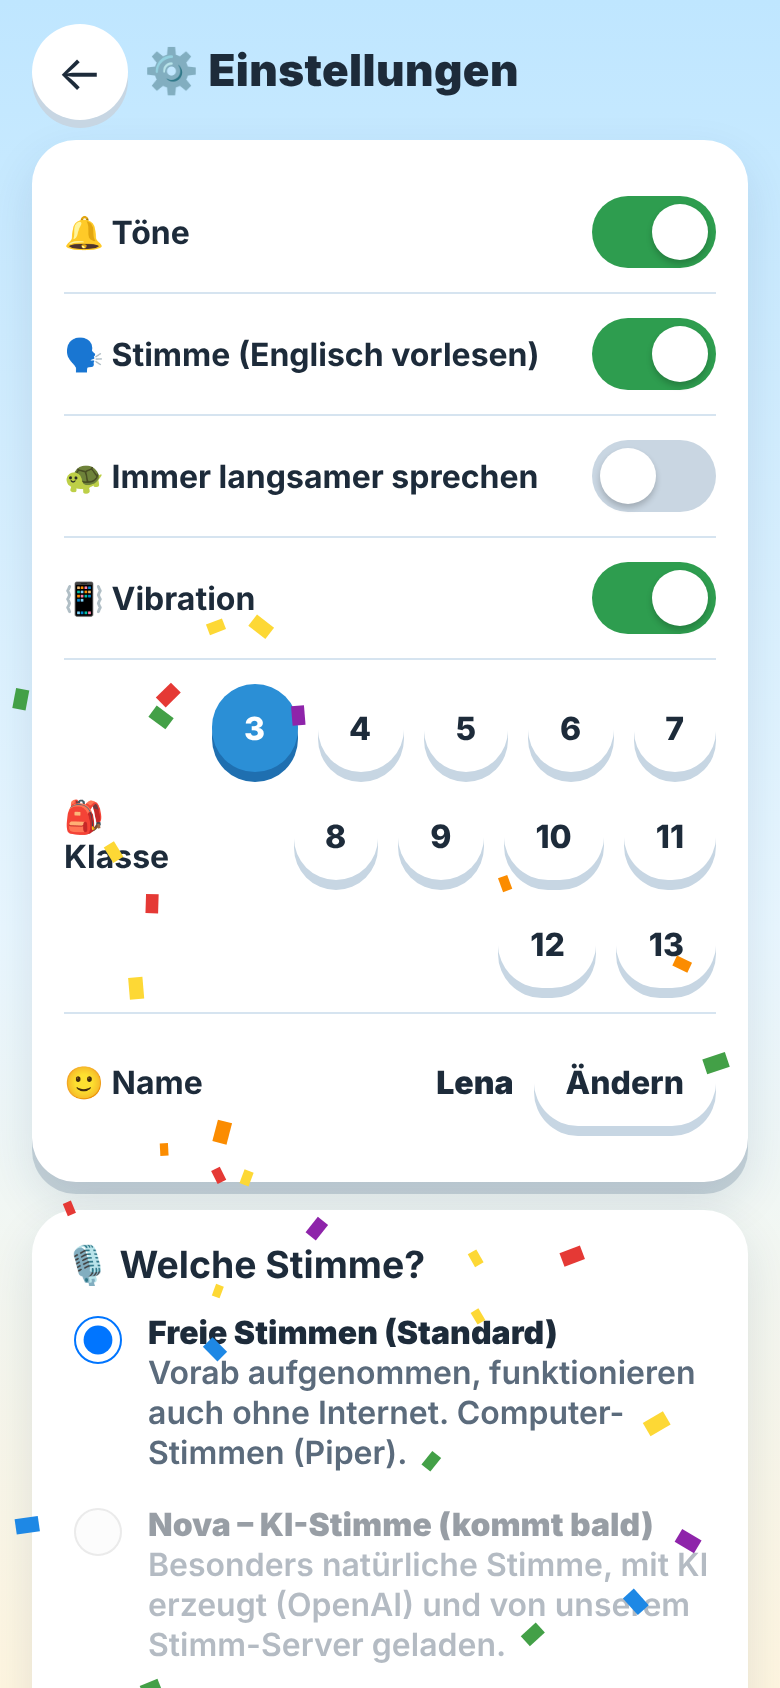 Einstellungen
Töne
Stimme (Englisch vorlesen)
Immer langsamer sprechen
Vibration
3 4 5 6 7
Klasse
8 9 10 11
12 13
Name Lena Ändern
Welche Stimme?
Freie Stimmen (Standard)
Vorab aufgenommen, funktionieren
auch ohne Internet. Computer-
Stimmen (Piper).
Nova – KI-Stimme (kommt bald)
Besonders natürliche Stimme, mit KI
erzeugt (OpenAI) und von unserem
Stimm-Server geladen.